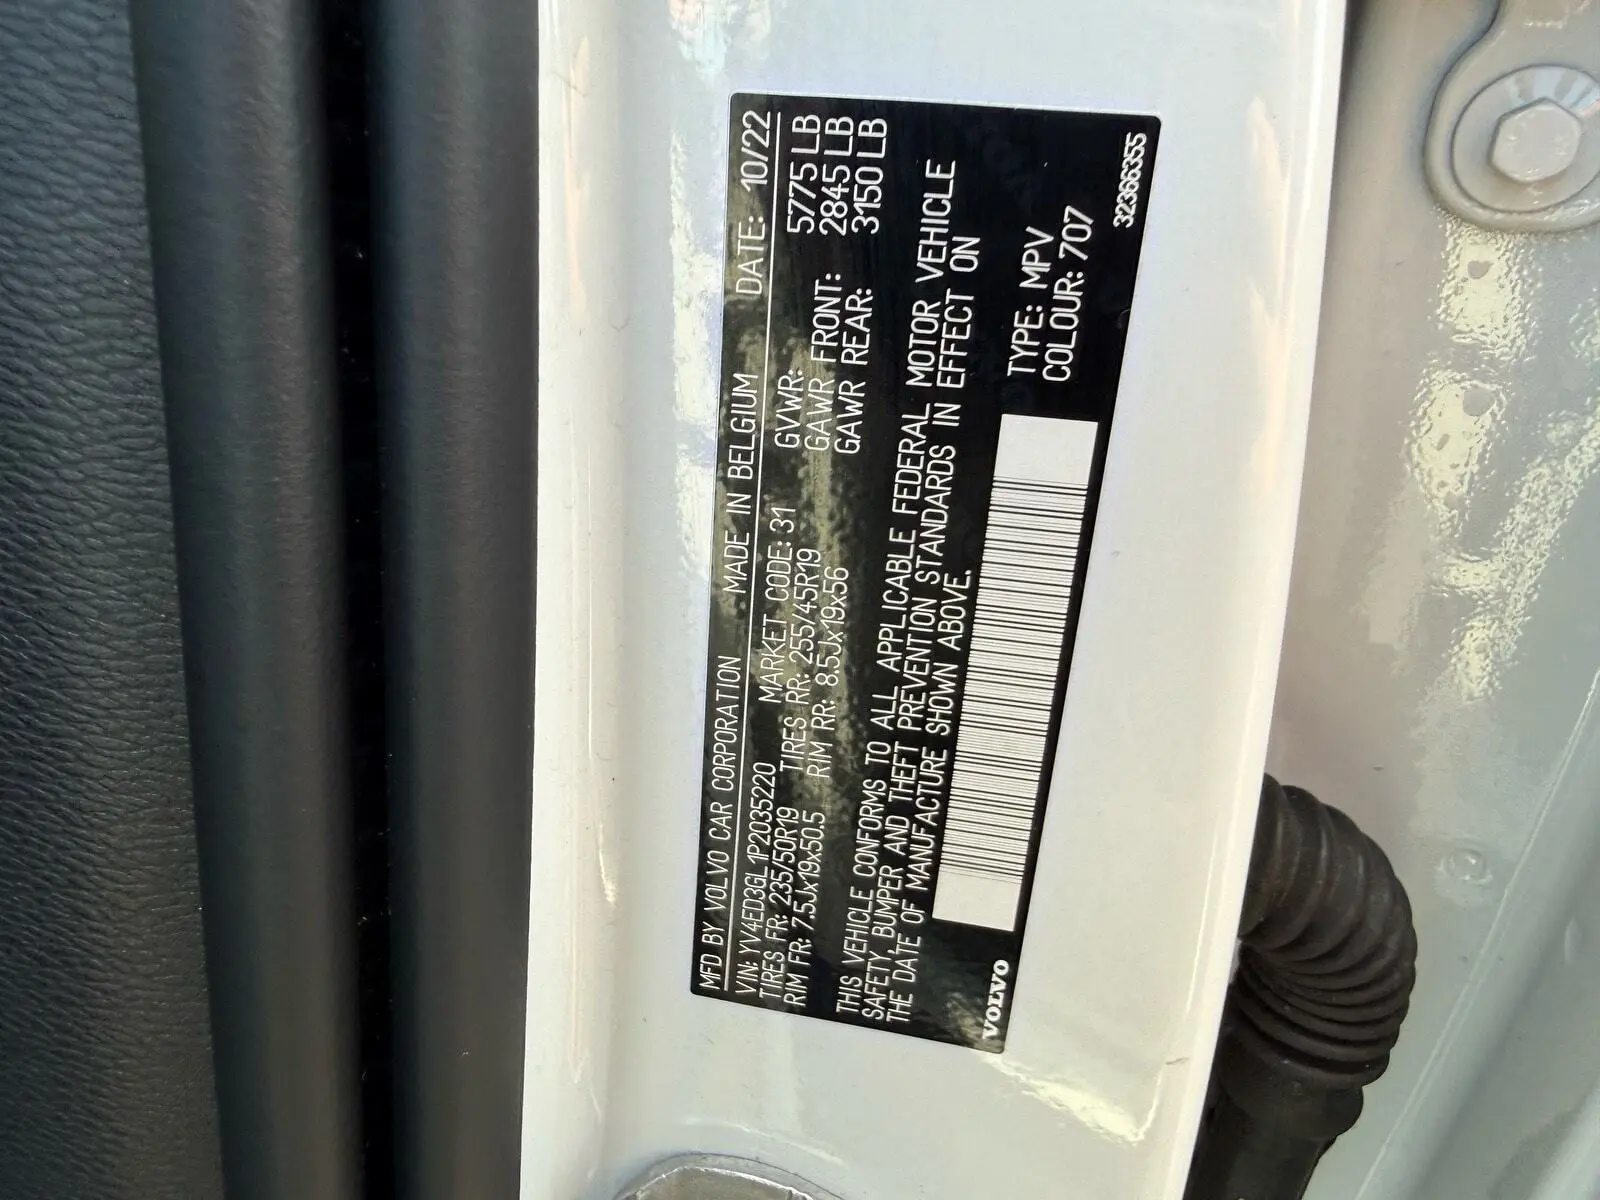 MFD BY VOLVO CAR CORPORATION MADE IN BELGIUM DATE: 10/22
VIN: YV4ED3GL1P2035220 MARKET CODE: 31 GVWR: 5775 LB
TIRES FR: 235/50R19 TIRES RR: 255/45R19 GAWR FRONT: 2845 LB
RIM FR: 7.5Jx19x50.5 RIM RR: 8.5Jx19x56 GAWR REAR: 3150 LB
THIS VEHICLE CONFORMS TO ALL APPLICABLE FEDERAL MOTOR VEHICLE
SAFETY, BUMPER AND THEFT PREVENTION STANDARDS IN EFFECT ON
THE DATE OF MANUFACTURE SHOWN ABOVE.
TYPE: MPV
COLOUR: 707
VOLVO
32366355